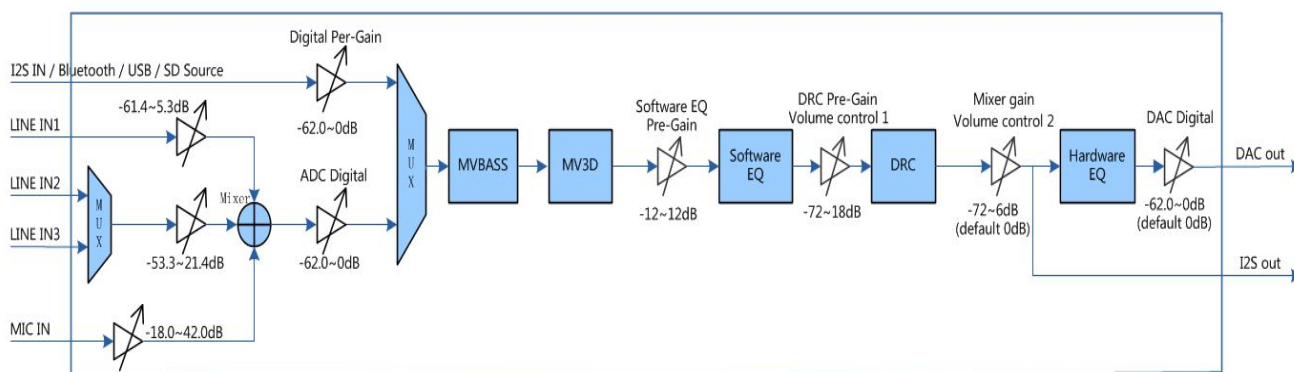 Digital Per-Gain
I2S IN / Bluetooth / USB / SD Source
-62.0~0dB
LINE IN1
-61.4~5.3dB
LINE IN2
LINE IN3
MUX
-53.3~21.4dB
Mixer
MIC IN
-18.0~42.0dB
ADC Digital
-62.0~0dB
MUX
MVBASS
MV3D
Software EQ
Pre-Gain
-12~12dB
Software
EQ
DRC Pre-Gain
Volume control 1
-72~18dB
DRC
Mixer gain
Volume control 2
-72~6dB
(default 0dB)
Hardware
EQ
DAC Digital
-62.0~0dB
(default 0dB)
DAC out
I2S out